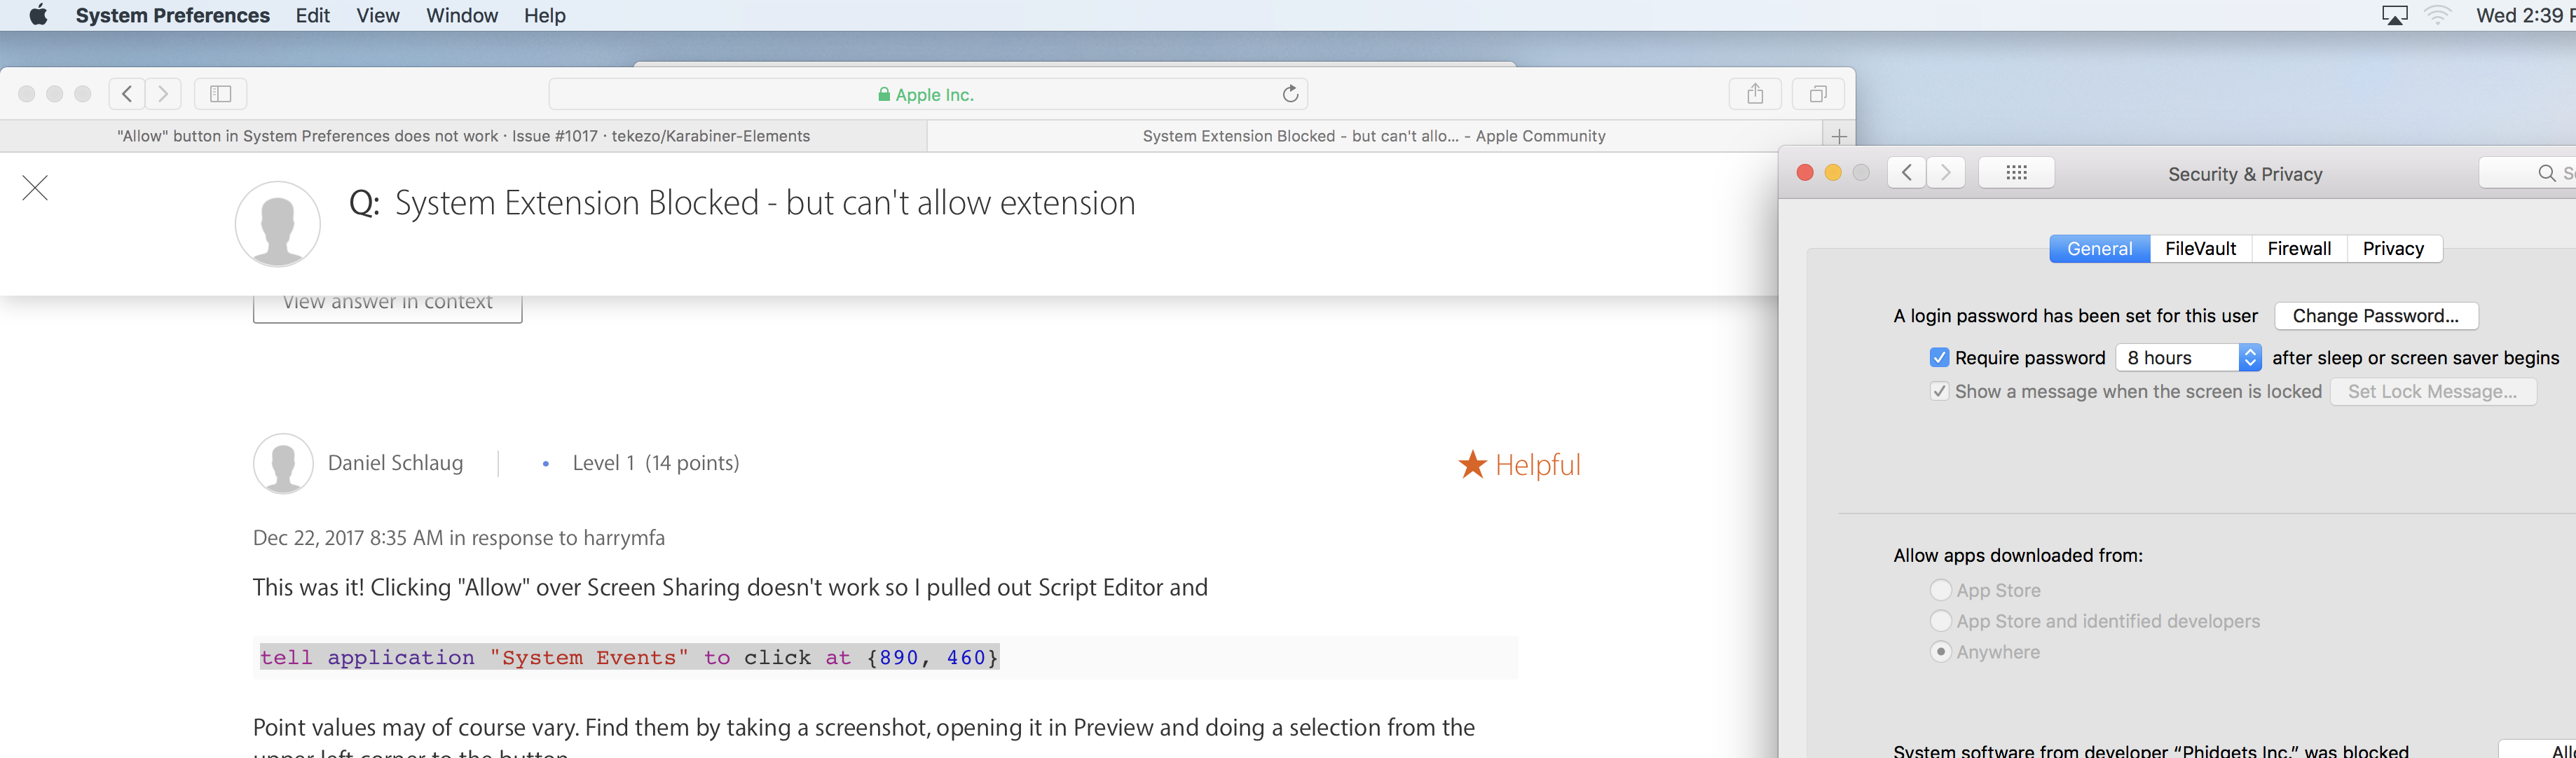 System Preferences Edit View Window Help Wed 2:39 P
Apple Inc.
"Allow" button in System Preferences does not work · Issue #1017 · tekezo/Karabiner-Elements
System Extension Blocked - but can't allo... - Apple Community
Q: System Extension Blocked - but can't allow extension
View answer in context
Daniel Schlaug
Level 1 (14 points)
Helpful
Dec 22, 2017 8:35 AM in response to harrymfa
This was it! Clicking "Allow" over Screen Sharing doesn't work so I pulled out Script Editor and
tell application "System Events" to click at {890, 460}
Point values may of course vary. Find them by taking a screenshot, opening it in Preview and doing a selection from the
upper left corner to the button
Security & Privacy
General FileVault Firewall Privacy
A login password has been set for this user Change Password...
Require password 8 hours after sleep or screen saver begins
Show a message when the screen is locked Set Lock Message...
Allow apps downloaded from:
App Store
App Store and identified developers
Anywhere
System software from developer “Phidgets Inc.” was blocked